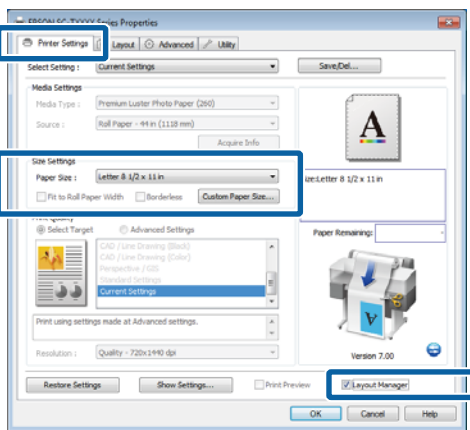 EPSON SC-TXXXX Series Properties
Printer Settings Layout Advanced Utility
Select Setting : Current Settings Save/Del...
Media Settings
Media Type : Premium Luster Photo Paper (260)
Source : Roll Paper - 44 in (1118 mm)
Acquire Info
Size Settings
Paper Size : Letter 8 1/2 x 11 in
Fit to Roll Paper Width Borderless Custom Paper Size...
A
ize:Letter 8 1/2 x 11 in
Print Quality
Select Target Advanced Settings
Paper Remaining:
CAD / Line Drawing (Black)
CAD / Line Drawing (Color)
Perspective / GIS
Standard Settings
Current Settings
A
Print using settings made at Advanced settings.
Resolution : Quality - 720x1440 dpi
Version 7.00
Restore Settings Show Settings... Print Preview Layout Manager
OK Cancel Help